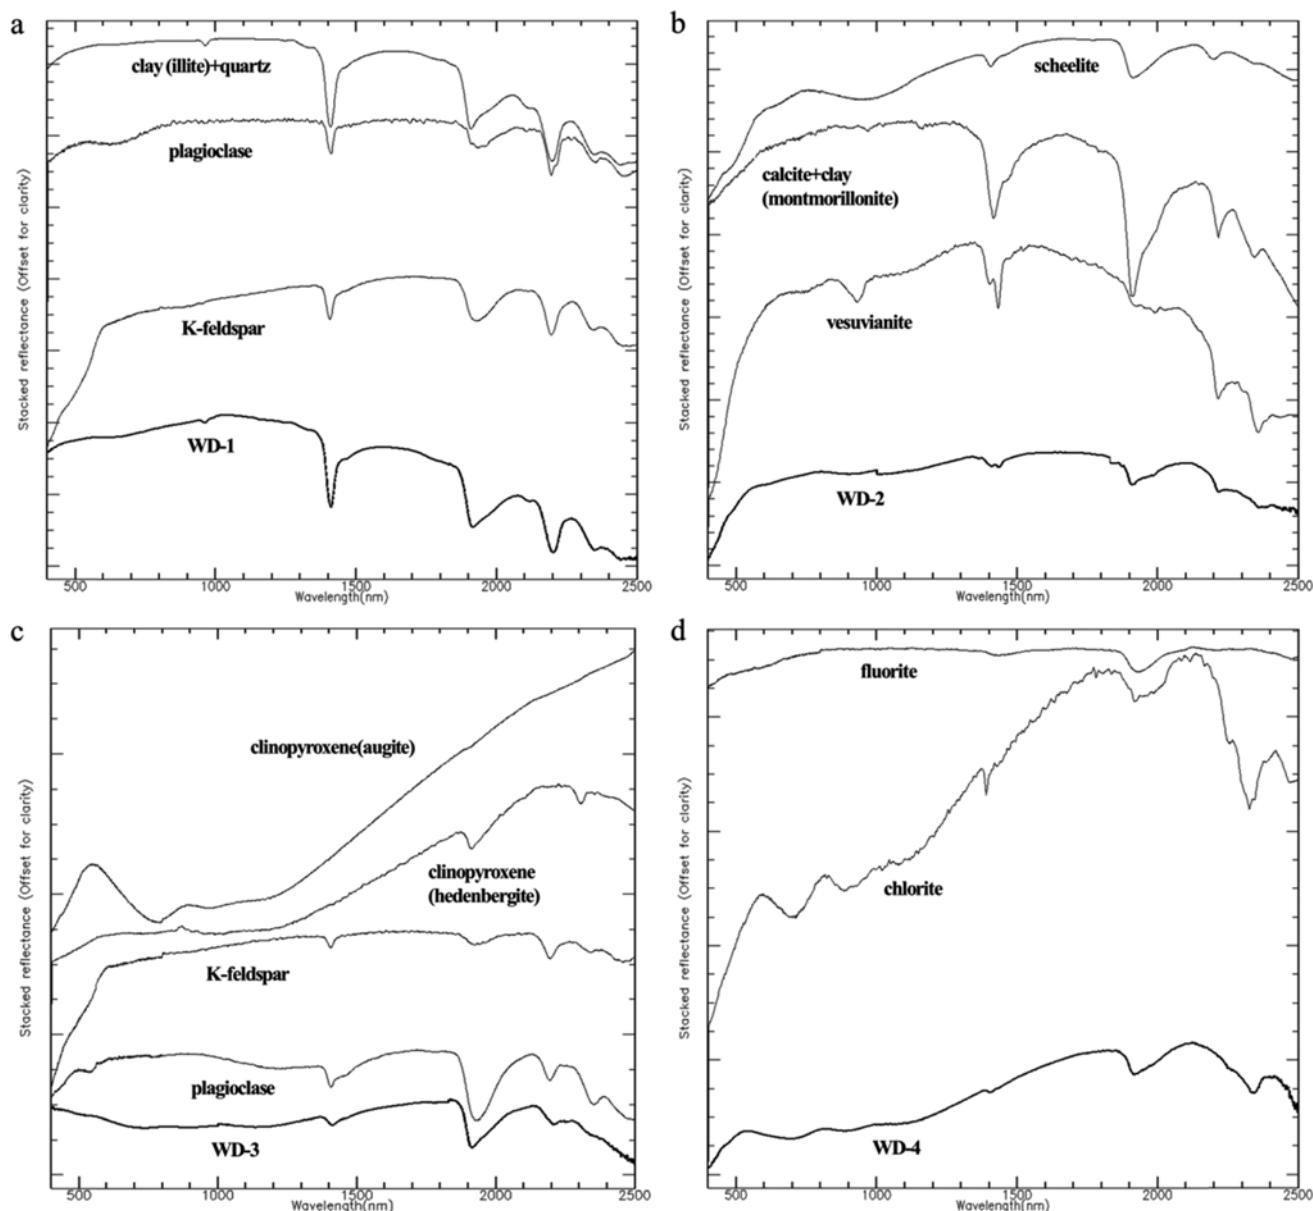 a
clay (illite)+quartz
plagioclase
K-feldspar
WD-1
Stacked reflectance (Offset for clarity)
500
1000
1500
2000
2500
Wavelength(nm)
b
scheelite
calcite+clay
(montmorillonite)
vesuvianite
WD-2
Stacked reflectance (Offset for clarity)
500
1000
1500
2000
2500
Wavelength(nm)
c
clinopyroxene(augite)
clinopyroxene
(hedenbergite)
K-feldspar
plagioclase
WD-3
Stacked reflectance (Offset for clarity)
500
1000
1500
2000
2500
Wavelength(nm)
d
fluorite
chlorite
WD-4
Stacked reflectance (Offset for clarity)
500
1000
1500
2000
2500
Wavelength(nm)